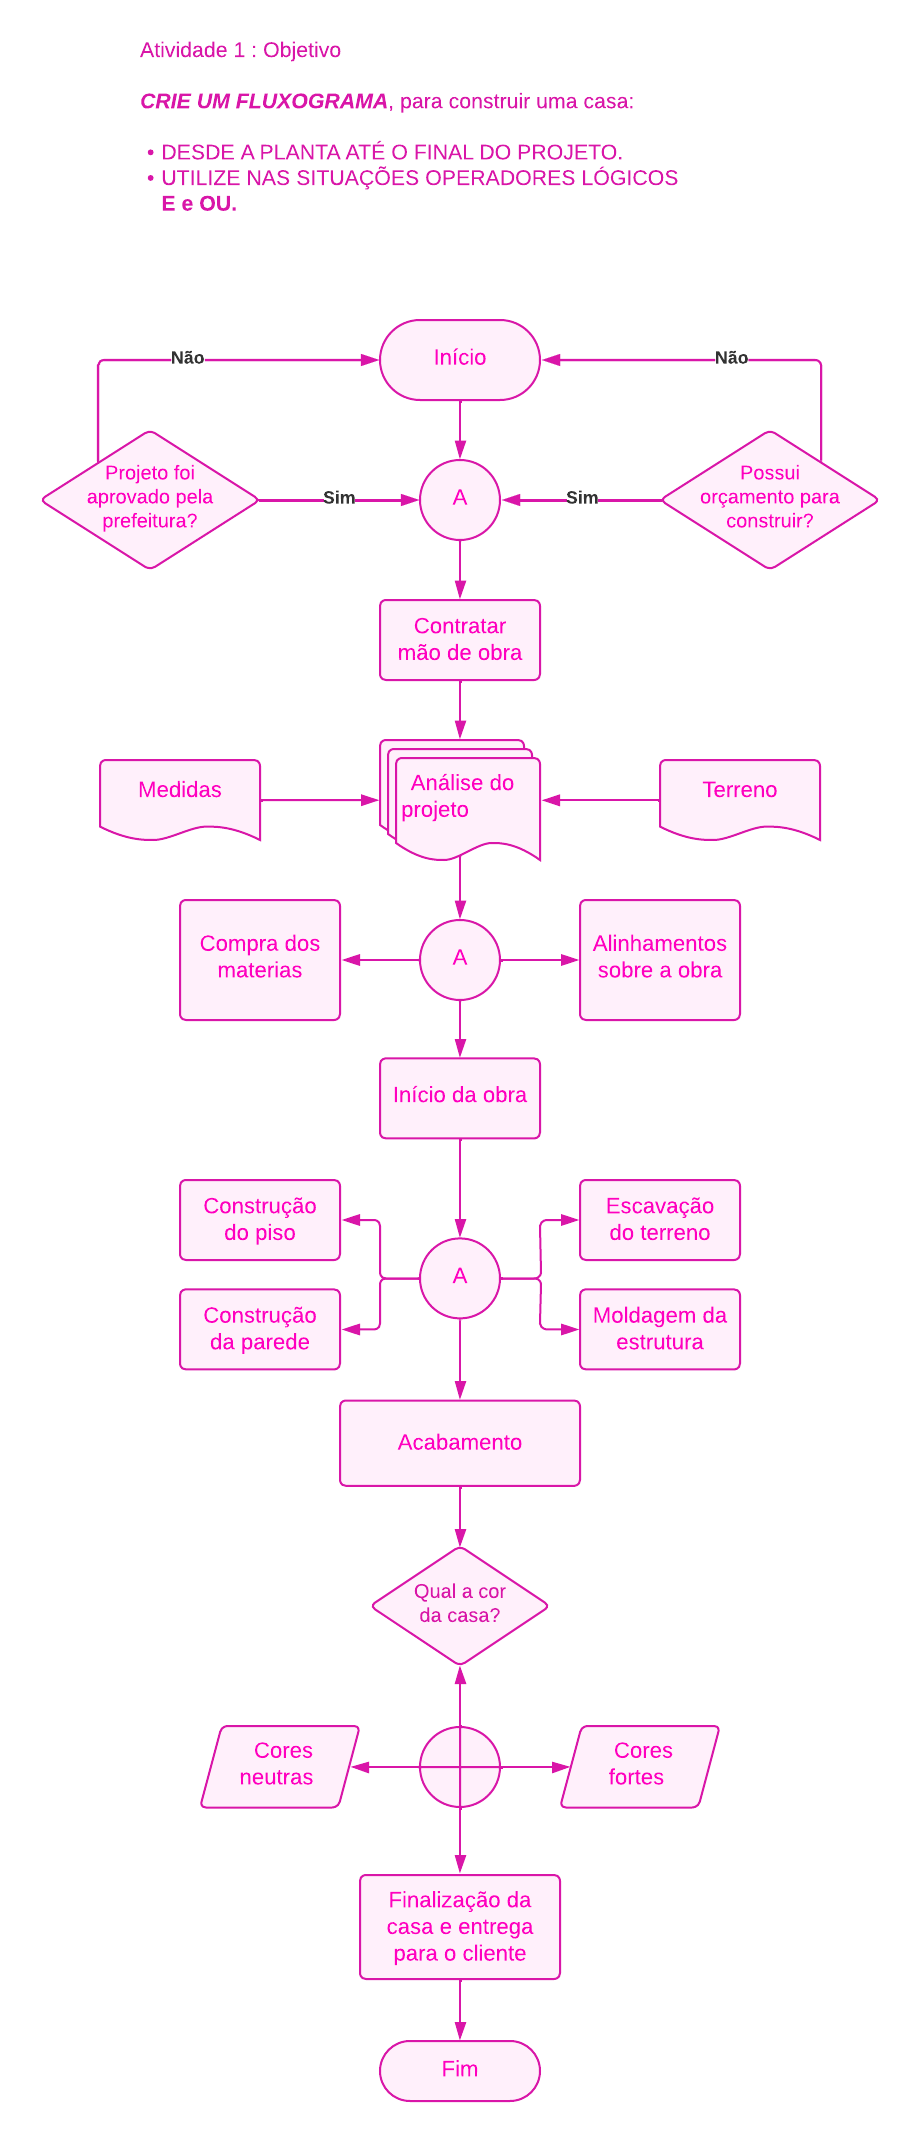 Atividade 1 : Objetivo
CRIE UM FLUXOGRAMA, para construir uma casa:
• DESDE A PLANTA ATÉ O FINAL DO PROJETO.
• UTILIZE NAS SITUAÇÕES OPERADORES LÓGICOS
E e OU.
Não
Início
Não
Projeto foi
aprovado pela
prefeitura?
Sim
A
Sim
Possui
orçamento para
construir?
Contratar
mão de obra
Medidas
Análise do
projeto
Terreno
Compra dos
materias
A
Alinhamentos
sobre a obra
Início da obra
Construção
do piso
Escavação
do terreno
A
Construção
da parede
Moldagem da
estrutura
Acabamento
Qual a cor
da casa?
Cores
neutras
Cores
fortes
Finalização da
casa e entrega
para o cliente
Fim